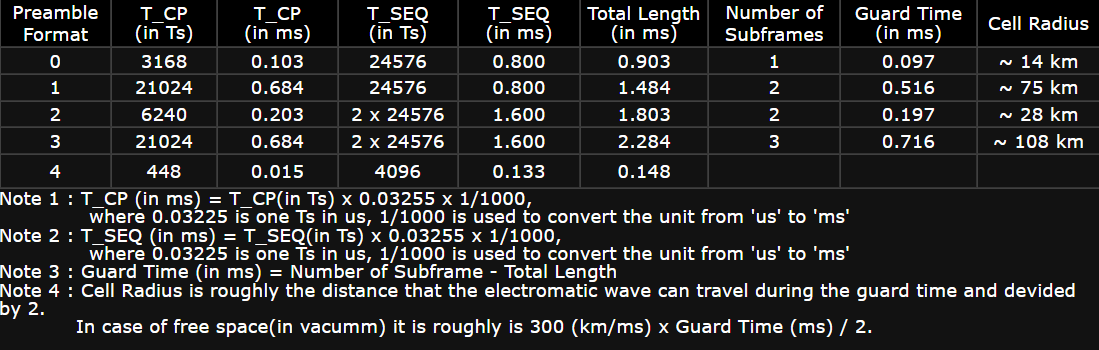 Preamble Format T_CP (in Ts) T_CP (in ms) T_SEQ (in Ts) T_SEQ (in ms) Total Length (in ms) Number of Subframes Guard Time (in ms) Cell Radius
0 3168 0.103 24576 0.800 0.903 1 0.097 ~ 14 km
1 21024 0.684 24576 0.800 1.484 2 0.516 ~ 75 km
2 6240 0.203 2 x 24576 1.600 1.803 2 0.197 ~ 28 km
3 21024 0.684 2 x 24576 1.600 2.284 3 0.716 ~ 108 km
4 448 0.015 4096 0.133 0.148
Note 1 : T_CP (in ms) = T_CP(in Ts) x 0.03255 x 1/1000,
where 0.03225 is one Ts in us, 1/1000 is used to convert the unit from 'us' to 'ms'
Note 2 : T_SEQ (in ms) = T_SEQ(in Ts) x 0.03255 x 1/1000,
where 0.03225 is one Ts in us, 1/1000 is used to convert the unit from 'us' to 'ms'
Note 3 : Guard Time (in ms) = Number of Subframe - Total Length
Note 4 : Cell Radius is roughly the distance that the electromatic wave can travel during the guard time and devided
by 2.
In case of free space(in vacumm) it is roughly is 300 (km/ms) x Guard Time (ms) / 2.